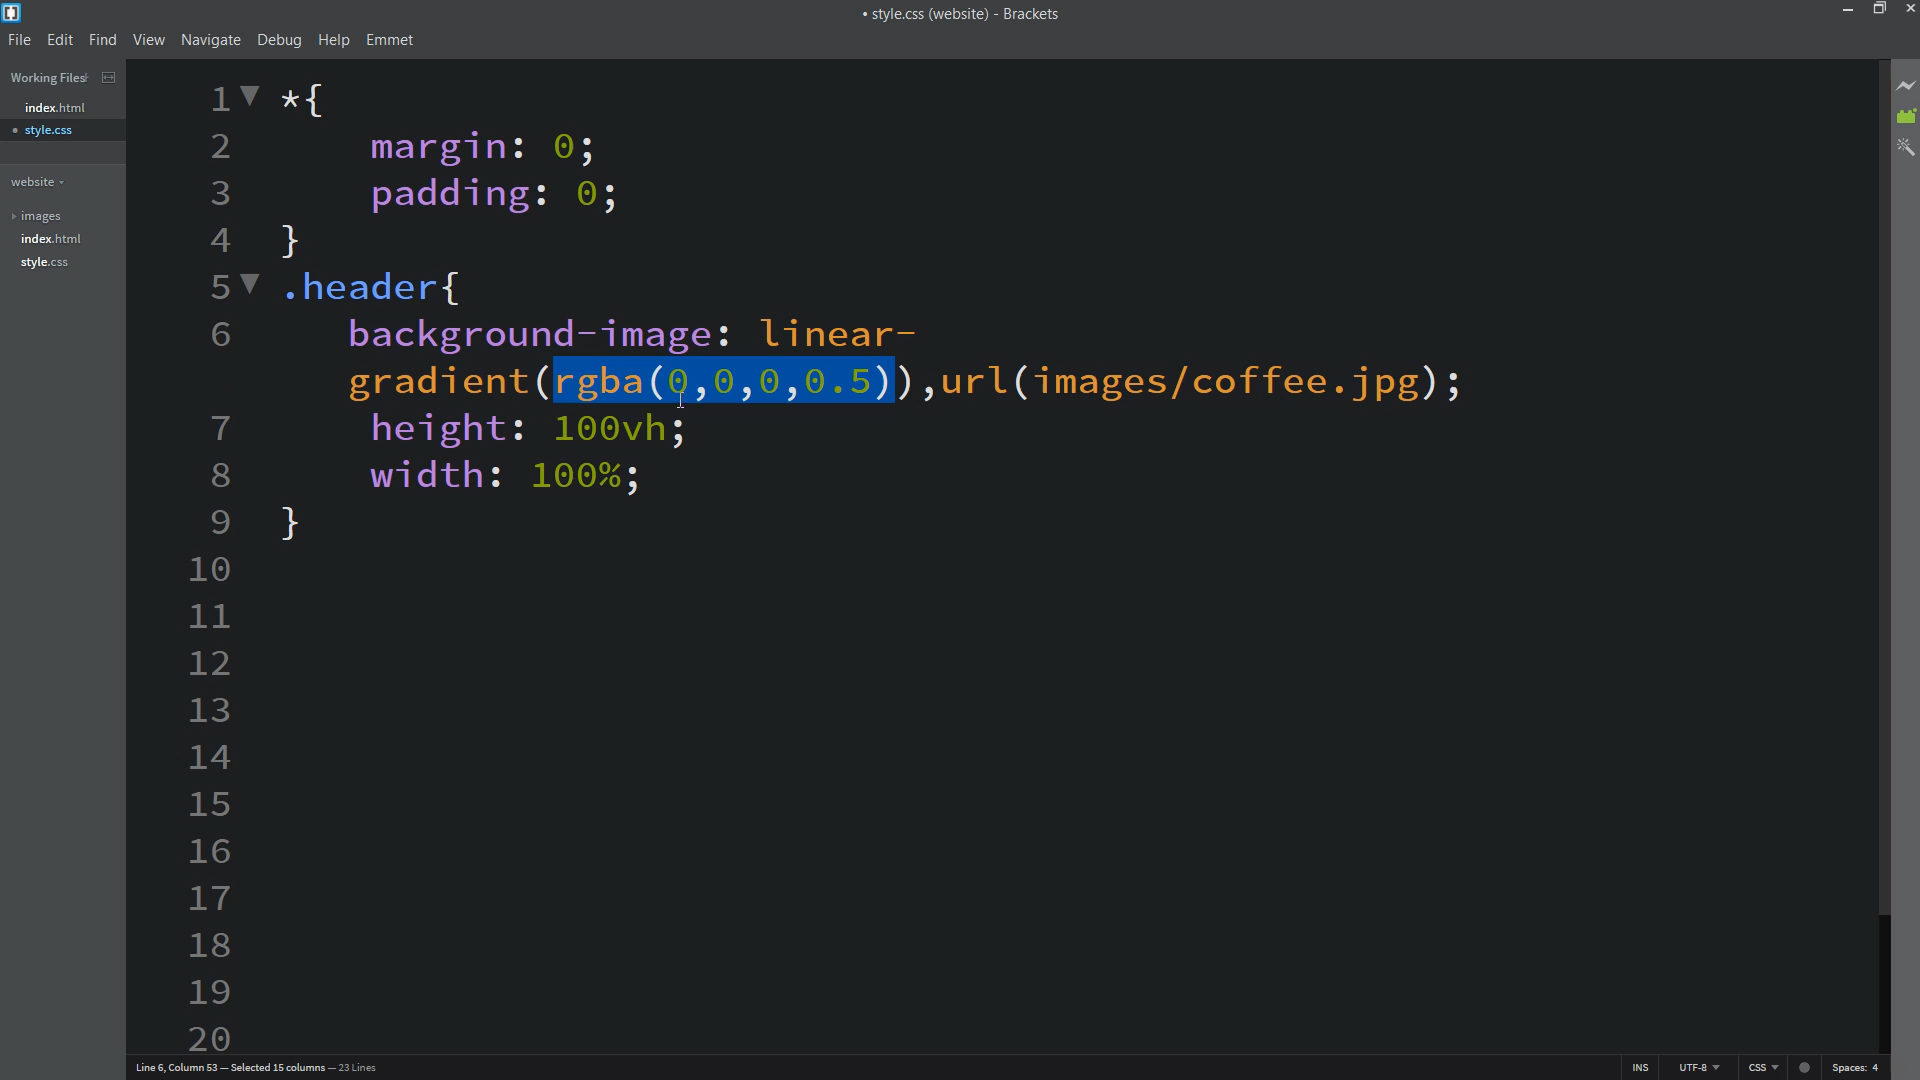 • style.css (website) - Brackets
File Edit Find View Navigate Debug Help Emmet
Working Files
index.html
• style.css
website
images
index.html
style.css
1 *{
2 margin: 0;
3 padding: 0;
4 }
5 .header{
6 background-image: linear-
gradient(rgba(0,0,0,0.5)),url(images/coffee.jpg);
7 height: 100vh;
8 width: 100%;
9 }
10
11
12
13
14
15
16
17
18
19
20
Line 6, Column 53 — Selected 15 columns — 23 Lines
INS UTF-8 CSS Spaces: 4